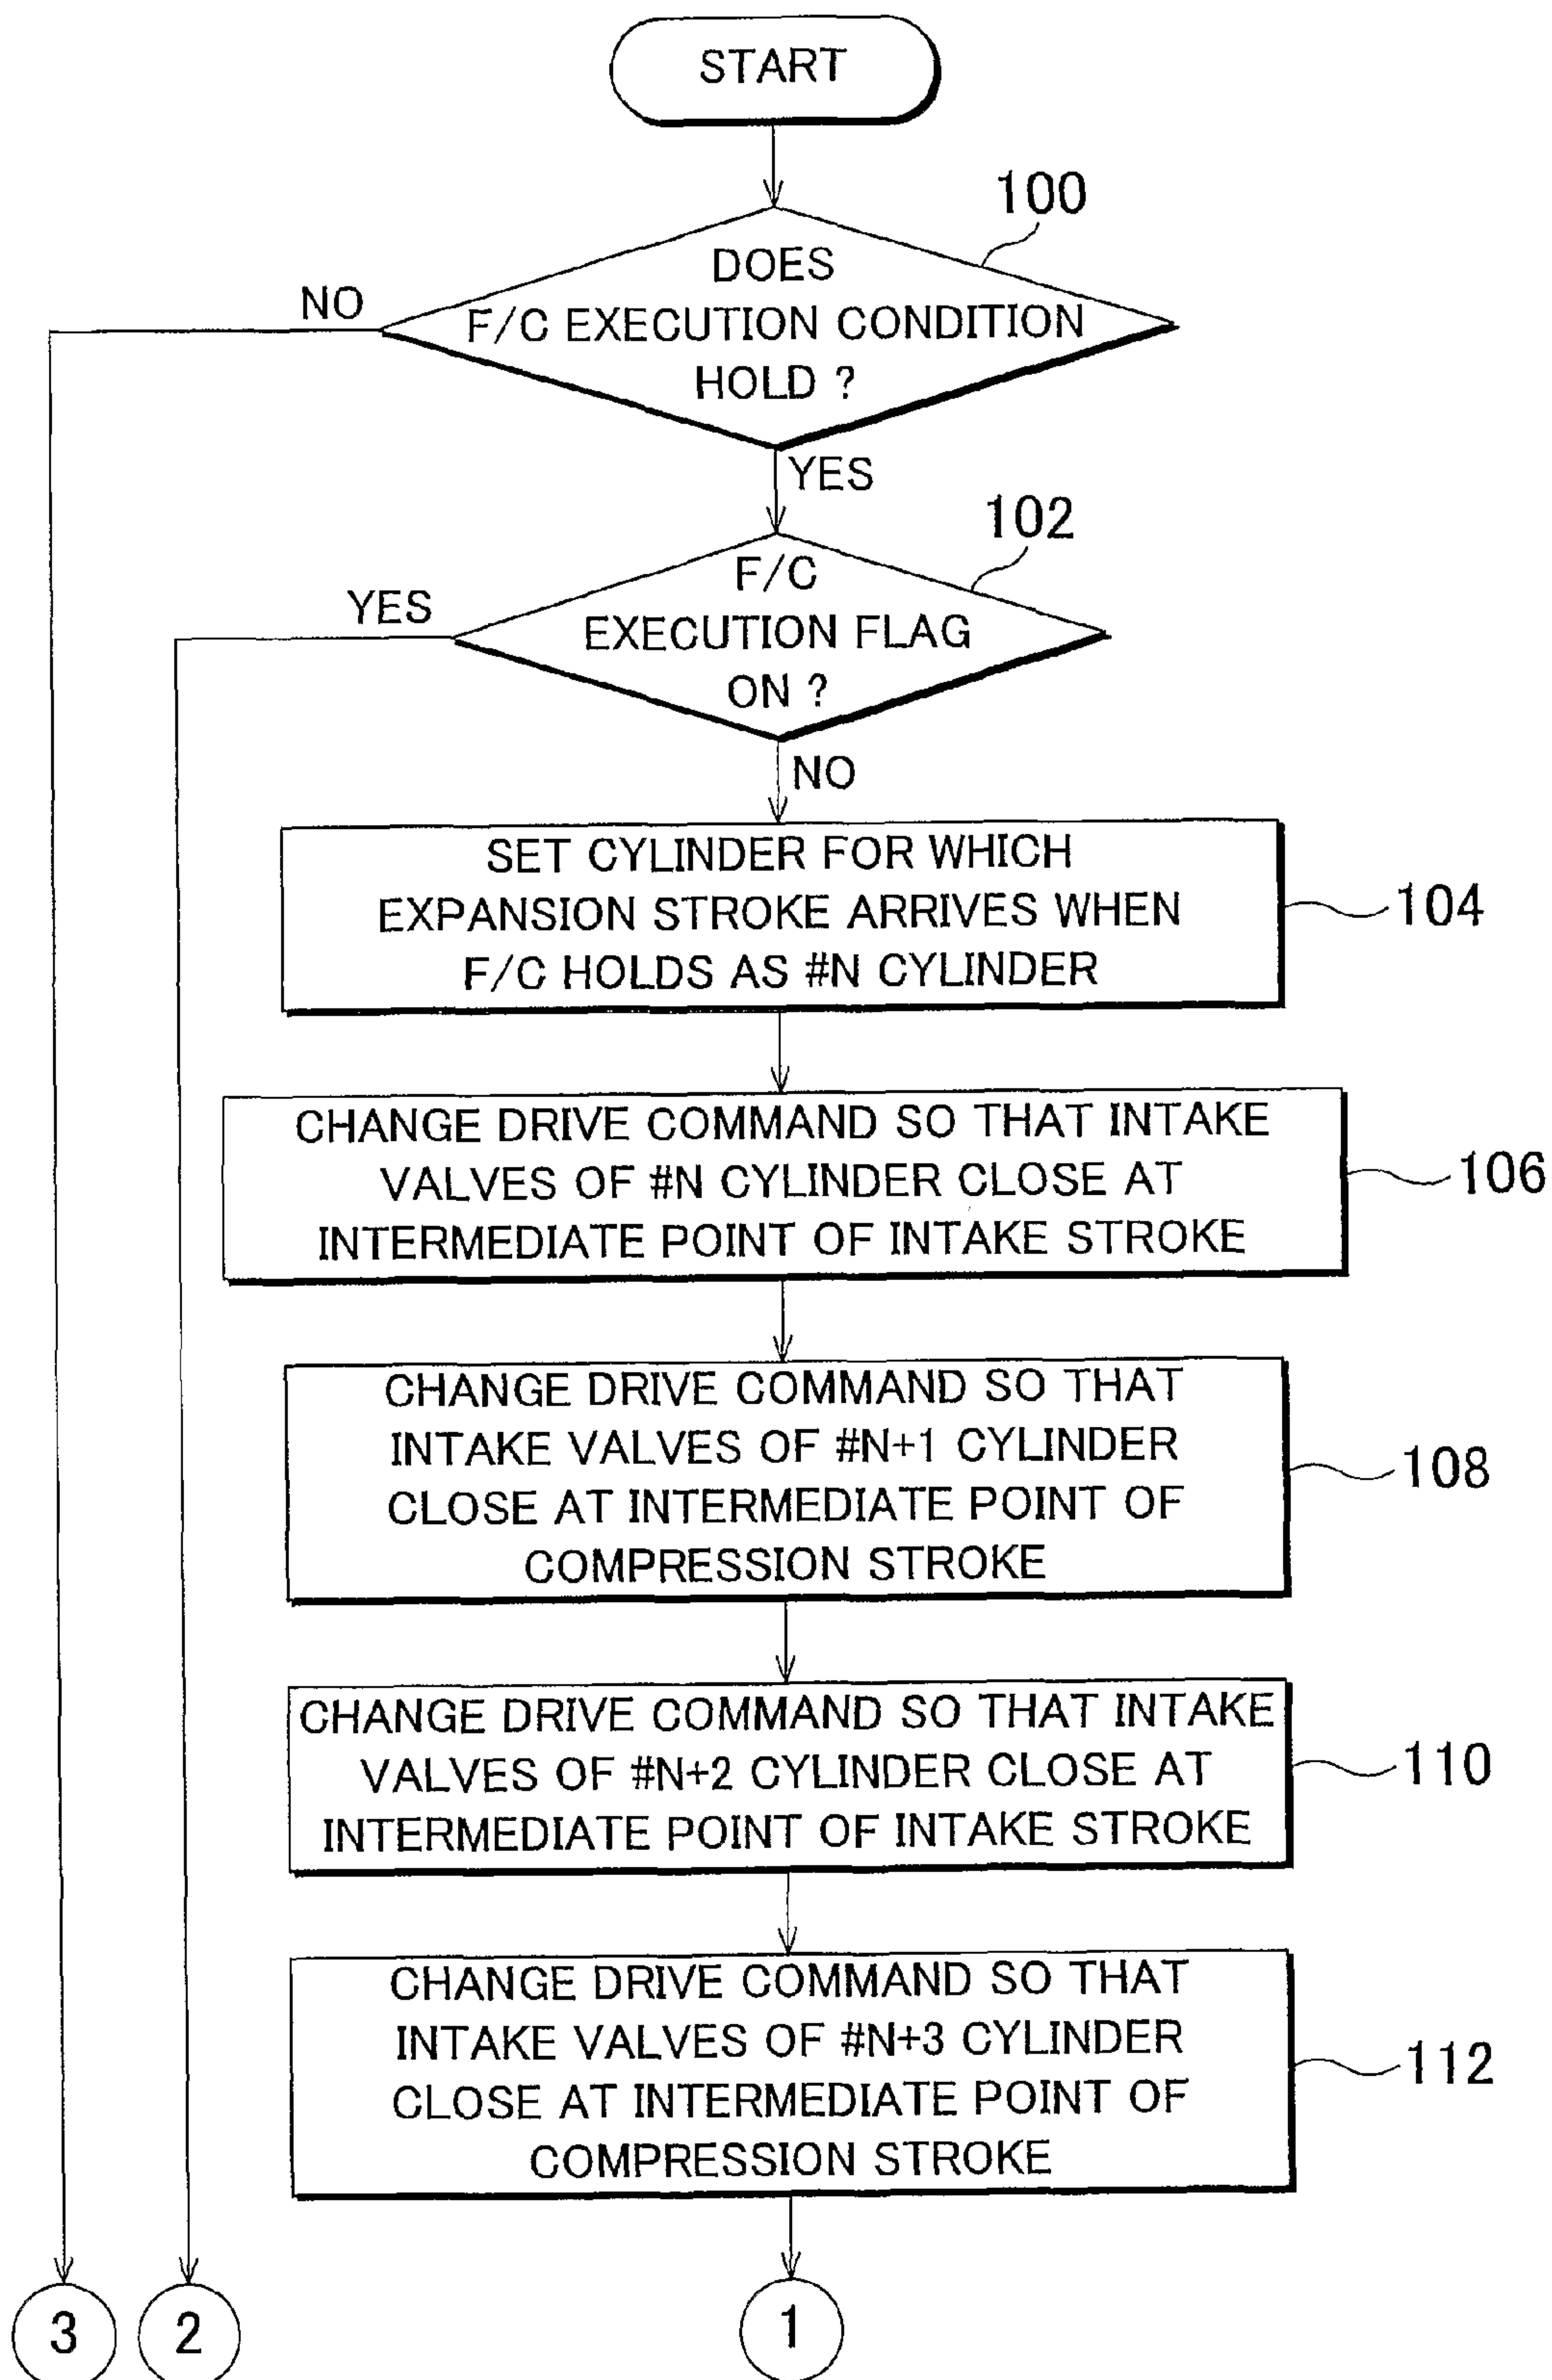 START
100
DOES
F/C EXECUTION CONDITION
HOLD ?
NO
YES
102
F/C
EXECUTION FLAG
ON ?
YES
NO
SET CYLINDER FOR WHICH
EXPANSION STROKE ARRIVES WHEN
F/C HOLDS AS #N CYLINDER
104
CHANGE DRIVE COMMAND SO THAT INTAKE
VALVES OF #N CYLINDER CLOSE AT
INTERMEDIATE POINT OF INTAKE STROKE
106
CHANGE DRIVE COMMAND SO THAT
INTAKE VALVES OF #N+1 CYLINDER
CLOSE AT INTERMEDIATE POINT OF
COMPRESSION STROKE
108
CHANGE DRIVE COMMAND SO THAT INTAKE
VALVES OF #N+2 CYLINDER CLOSE AT
INTERMEDIATE POINT OF INTAKE STROKE
110
CHANGE DRIVE COMMAND SO THAT
INTAKE VALVES OF #N+3 CYLINDER
CLOSE AT INTERMEDIATE POINT OF
COMPRESSION STROKE
112
3
2
1